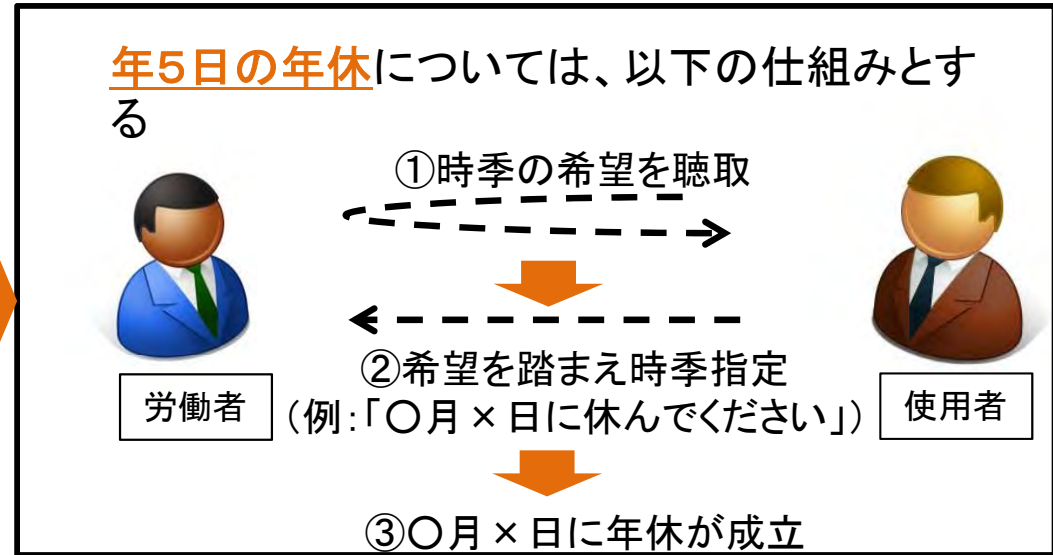 年5日の年休については、以下の仕組みとす
る
①時季の希望を聴取
②希望を踏まえ時季指定
(例:「〇月×日に休んでください」)
労働者
使用者
③〇月×日に年休が成立